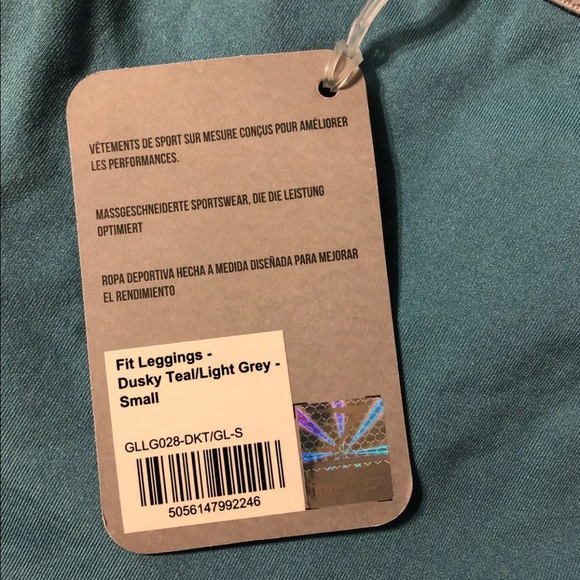 VÊTEMENTS DE SPORT SUR MESURE CONÇUS POUR AMÉLIORER
LES PERFORMANCES.
MASSGESCHNEIDERTE SPORTSWEAR, DIE DIE LEISTUNG
OPTIMIERT
ROPA DEPORTIVA HECHA A MEDIDA DISEÑADA PARA MEJORAR
EL RENDIMIENTO
Fit Leggings -
Dusky Teal/Light Grey -
Small
GLLG028-DKT/GL-S
5056147992246